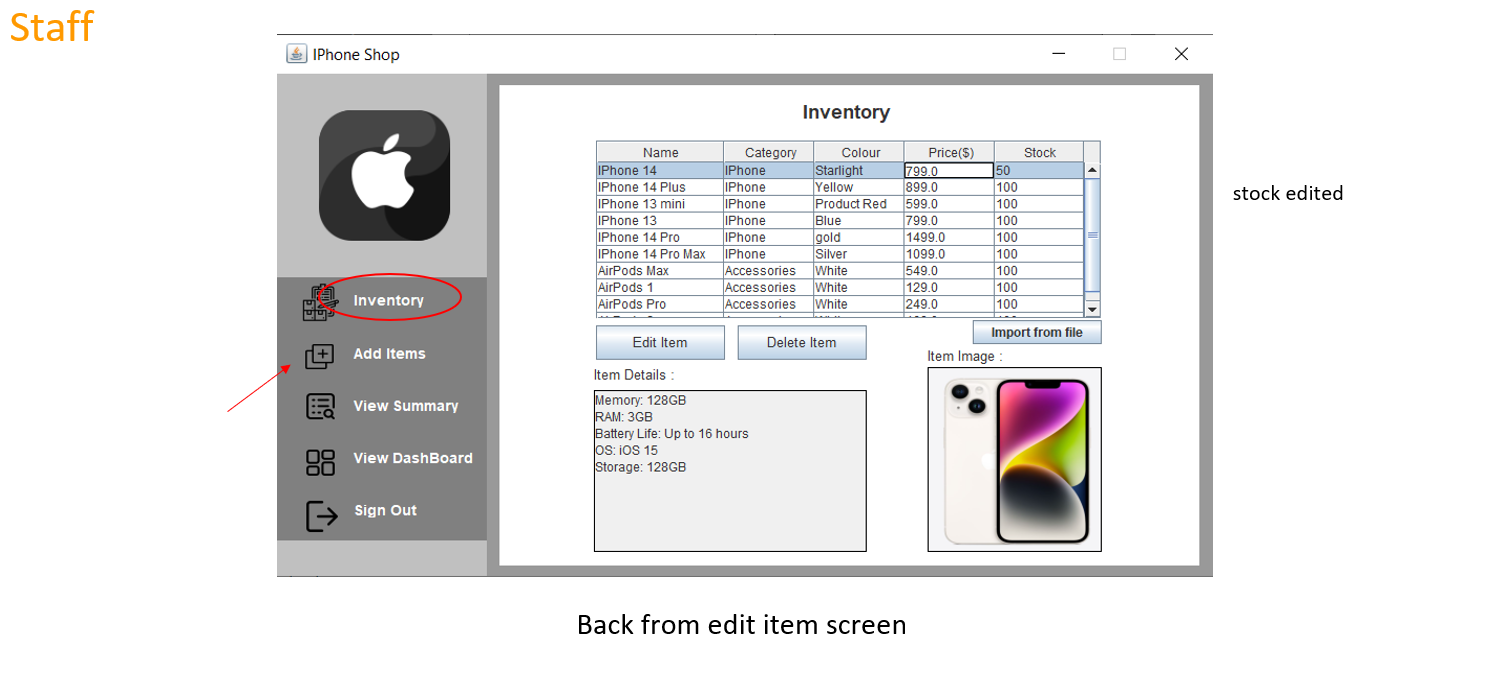 Staff
IPhone Shop
Inventory
Name Category Colour Price($) Stock
IPhone 14 IPhone Starlight 799.0 50
IPhone 14 Plus IPhone Yellow 899.0 100
IPhone 13 mini IPhone Product Red 599.0 100
IPhone 13 IPhone Blue 799.0 100
IPhone 14 Pro IPhone gold 1499.0 100
IPhone 14 Pro Max IPhone Silver 1099.0 100
AirPods Max Accessories White 549.0 100
AirPods 1 Accessories White 129.0 100
AirPods Pro Accessories White 249.0 100
stock edited
Inventory
Add Items
View Summary
View DashBoard
Sign Out
Edit Item
Delete Item
Import from file
Item Details :
Item Image :
Memory: 128GB
RAM: 3GB
Battery Life: Up to 16 hours
OS: iOS 15
Storage: 128GB
Back from edit item screen